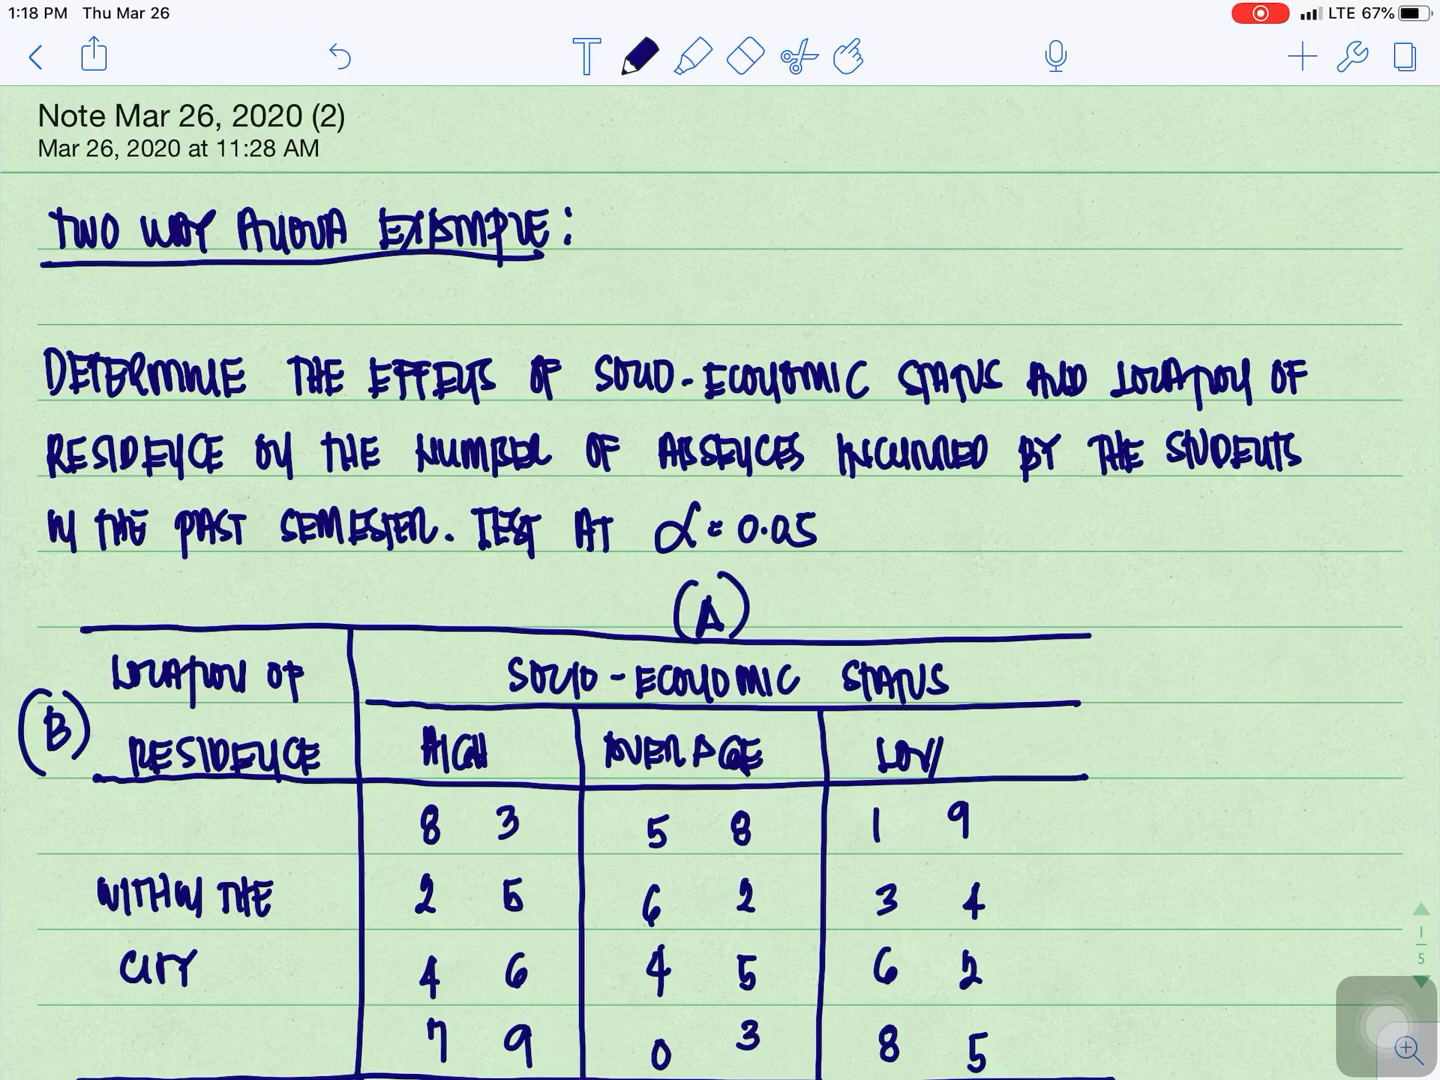 1:18 PM Thu Mar 26
LTE 67%
Note Mar 26, 2020 (2)
Mar 26, 2020 at 11:28 AM
TWO WAY ANOVA EXAMPLE:
DETERMINE THE EFFECTS OF SOCIO-ECONOMIC STATUS AND LOCATION OF
RESIDENCE ON THE NUMBER OF ABSENCES INCURRED BY THE STUDENTS
IN THE PAST SEMESTER. TEST AT α = 0.05
(A)
LOCATION OF SOCIO-ECONOMIC STATUS
(B) RESIDENCE HIGH AVERAGE LOW
8 3 5 8 1 9
WITHIN THE 2 5 6 2 3 4
CITY 4 6 4 5 6 2
7 9 0 3 8 5
1
5